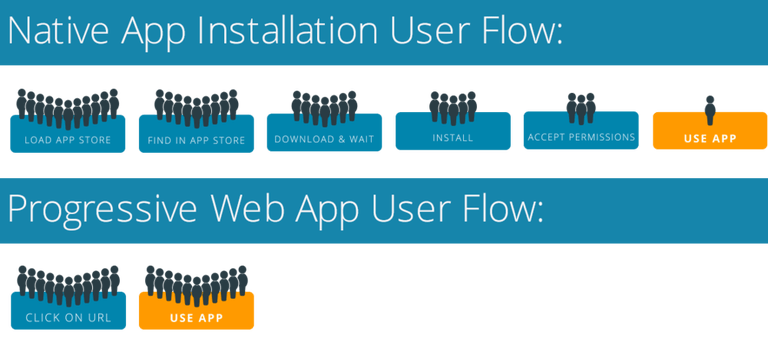 Native App Installation User Flow:
LOAD APP STORE
FIND IN APP STORE
DOWNLOAD & WAIT
INSTALL
ACCEPT PERMISSIONS
USE APP
Progressive Web App User Flow:
CLICK ON URL
USE APP